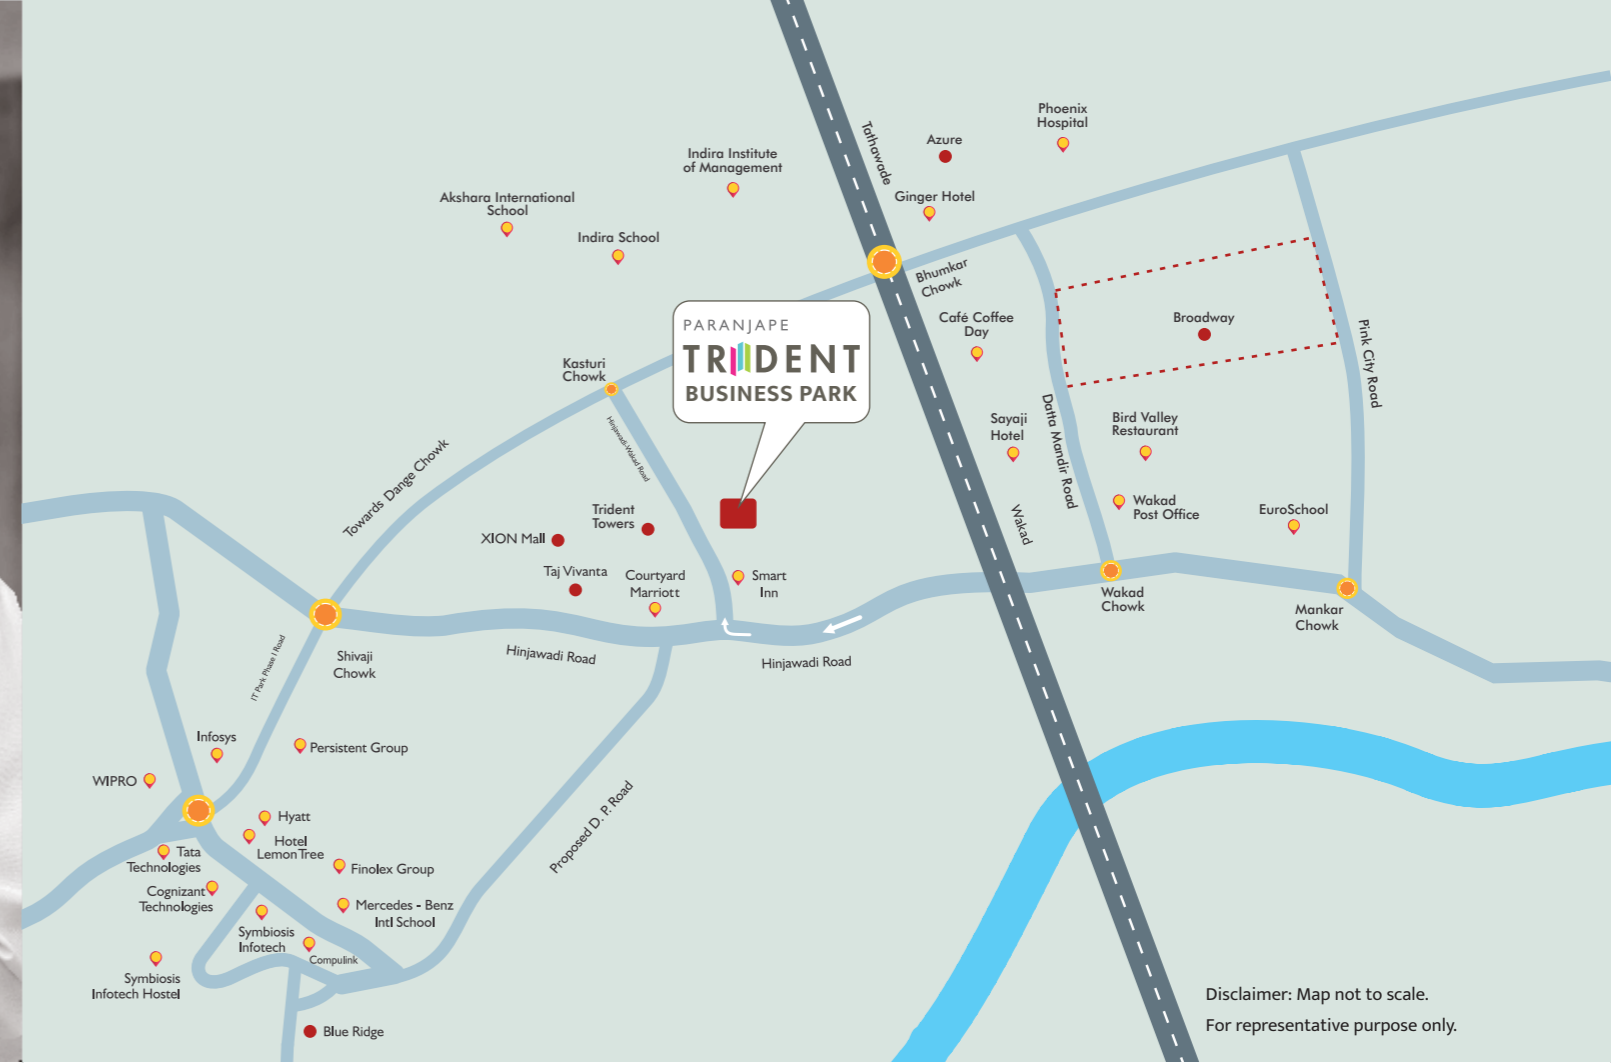 Phoenix
Hospital
Azure
Tathawade
Indira Institute
of Management
Akshara International
School
Ginger Hotel
Indira School
Bhumkar
Chowk
PARANJAPE
TRIDENT
BUSINESS PARK
Café Coffee
Day
Broadway
Pink City Road
Kasturi
Chowk
Hinjawadi-Wakad Road
Towards Dange Chowk
Sayaji
Hotel
Datta Mandir Road
Bird Valley
Restaurant
Wakad
Post Office
EuroSchool
Wakad
Trident
Towers
XION Mall
Taj Vivanta
Courtyard
Marriott
Smart
Inn
Wakad
Chowk
Mankar
Chowk
Shivaji
Chowk
Hinjawadi Road
Hinjawadi Road
IT Park Phase I Road
Infosys
Persistent Group
WIPRO
Hyatt
Hotel
LemonTree
Tata
Technologies
Finolex Group
Proposed D. P. Road
Cognizant
Technologies
Mercedes - Benz
Intl School
Symbiosis
Infotech
Compulink
Symbiosis
Infotech Hostel
Blue Ridge
Disclaimer: Map not to scale.
For representative purpose only.